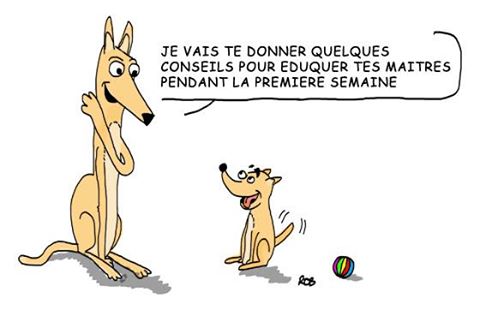 JE VAIS TE DONNER QUELQUES
CONSEILS POUR EDUQUER TES MAITRES
PENDANT LA PREMIERE SEMAINE
ROB